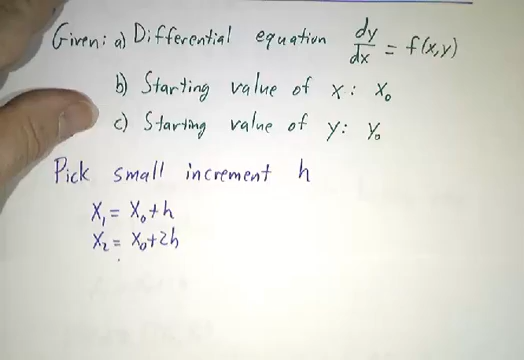 Given: a) Differential equation dy/dx = f(x,y)
b) Starting value of x: x₀
c) Starting value of y: y₀
Pick small increment h
x₁ = x₀+h
x₂ = x₀+2h